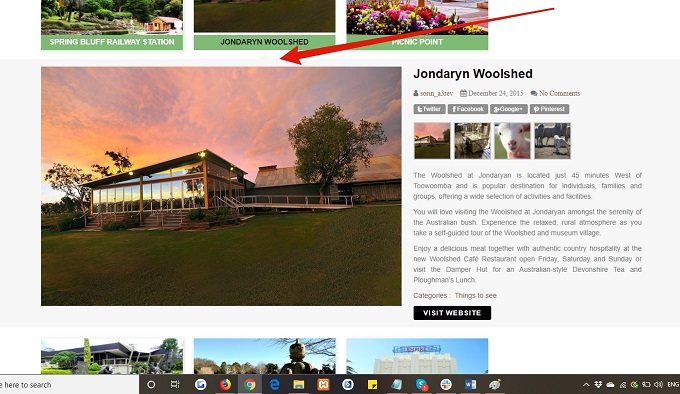 SPRING BLUFF RAILWAY STATION
JONDARYN WOOLSHED
PICNIC POINT
Jondaryn Woolshed
sorin_a3rev December 24, 2015 No Comments
Twitter Facebook Google+ Pinterest
The Woolshed at Jondaryan is located just 45 minutes West of
Toowoomba and is popular destination for individuals, families and
groups, offering a wide selection of activities and facilities.
You will love visiting the Woolshed at Jondaryan amongst the serenity of
the Australian bush. Experience the relaxed, rural atmosphere as you
take a self-guided tour of the Woolshed and museum village.
Enjoy a delicious meal together with authentic country hospitality at the
new Woolshed Café Restaurant open Friday, Saturday and Sunday or
visit the Damper Hut for an Australian-style Devonshire Tea and
Ploughman's Lunch.
Categories : Things to see
VISIT WEBSITE
e here to search
ENG